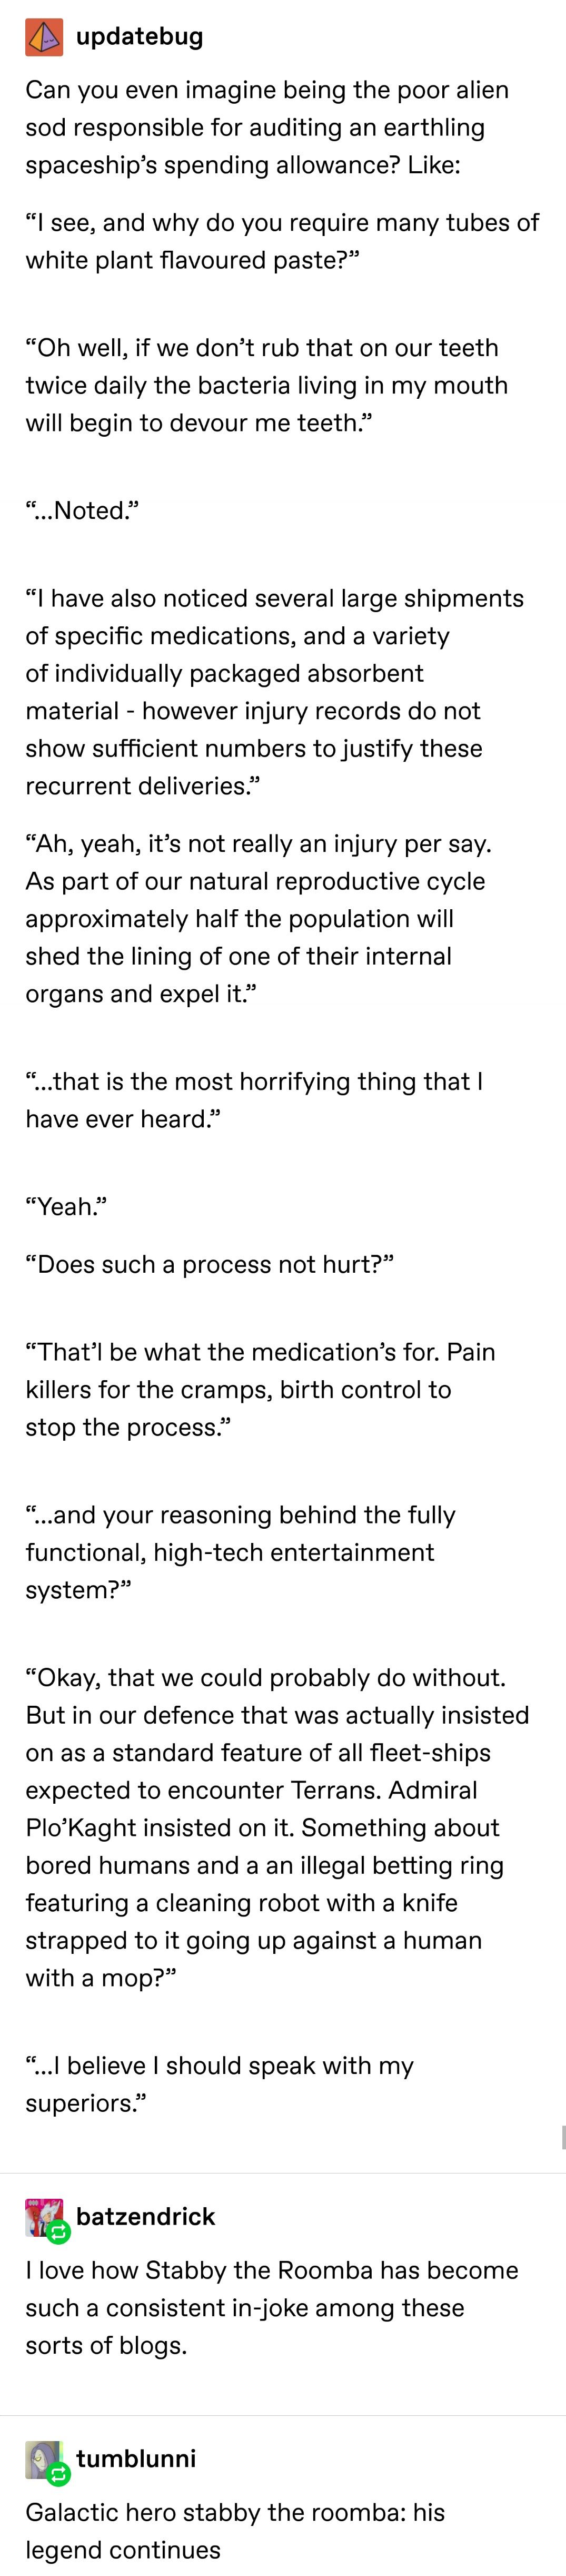 updatebug
Can you even imagine being the poor alien
sod responsible for auditing an earthling
spaceship’s spending allowance? Like:
“I see, and why do you require many tubes of
white plant flavoured paste?”
“Oh well, if we don’t rub that on our teeth
twice daily the bacteria living in my mouth
will begin to devour me teeth.”
“...Noted.”
“I have also noticed several large shipments
of specific medications, and a variety
of individually packaged absorbent
material - however injury records do not
show sufficient numbers to justify these
recurrent deliveries.”
“Ah, yeah, it’s not really an injury per say.
As part of our natural reproductive cycle
approximately half the population will
shed the lining of one of their internal
organs and expel it.”
“...that is the most horrifying thing that I
have ever heard.”
“Yeah.”
“Does such a process not hurt?”
“That’l be what the medication’s for. Pain
killers for the cramps, birth control to
stop the process.”
“...and your reasoning behind the fully
functional, high-tech entertainment
system?”
“Okay, that we could probably do without.
But in our defence that was actually insisted
on as a standard feature of all fleet-ships
expected to encounter Terrans. Admiral
Plo’Kaght insisted on it. Something about
bored humans and a an illegal betting ring
featuring a cleaning robot with a knife
strapped to it going up against a human
with a mop?”
“...I believe I should speak with my
superiors.”
batzendrick
I love how Stabby the Roomba has become
such a consistent in-joke among these
sorts of blogs.
tumblunni
Galactic hero stabby the roomba: his
legend continues